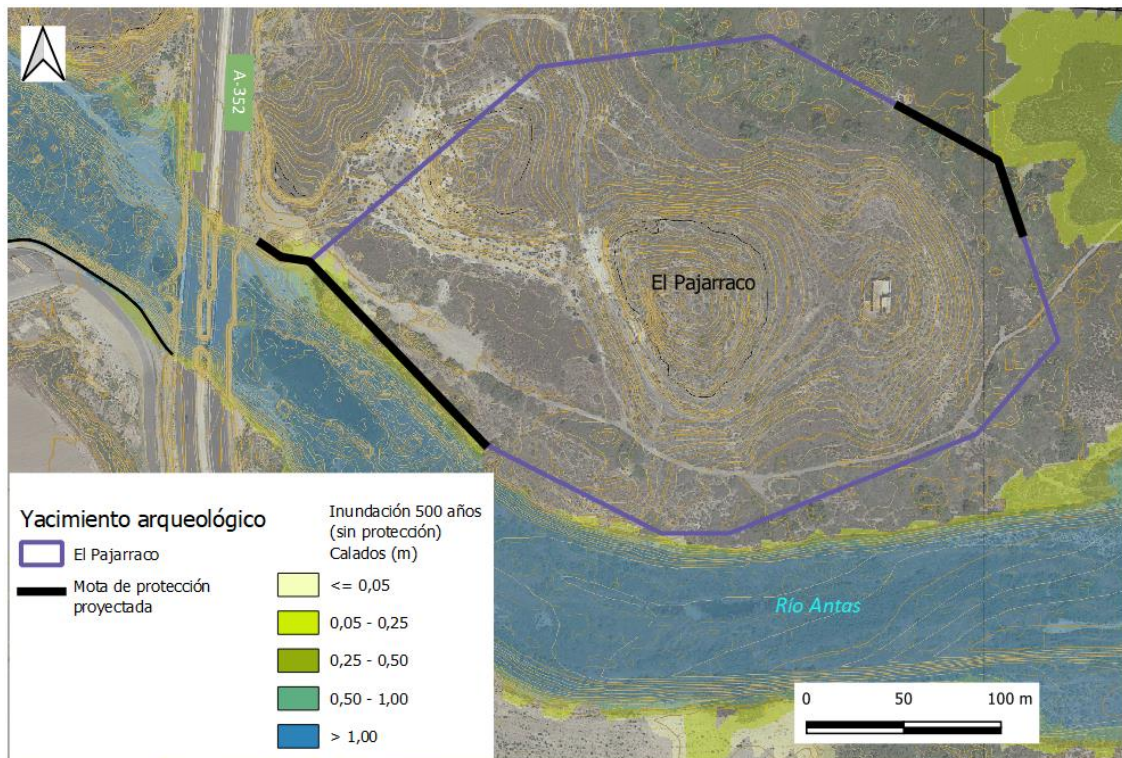 A-352
El Pajarraco
Río Antas
Yacimiento arqueológico
El Pajarraco
Mota de protección
proyectada
Inundación 500 años
(sin protección)
Calados (m)
<= 0,05
0,05 - 0,25
0,25 - 0,50
0,50 - 1,00
> 1,00
0 50 100 m